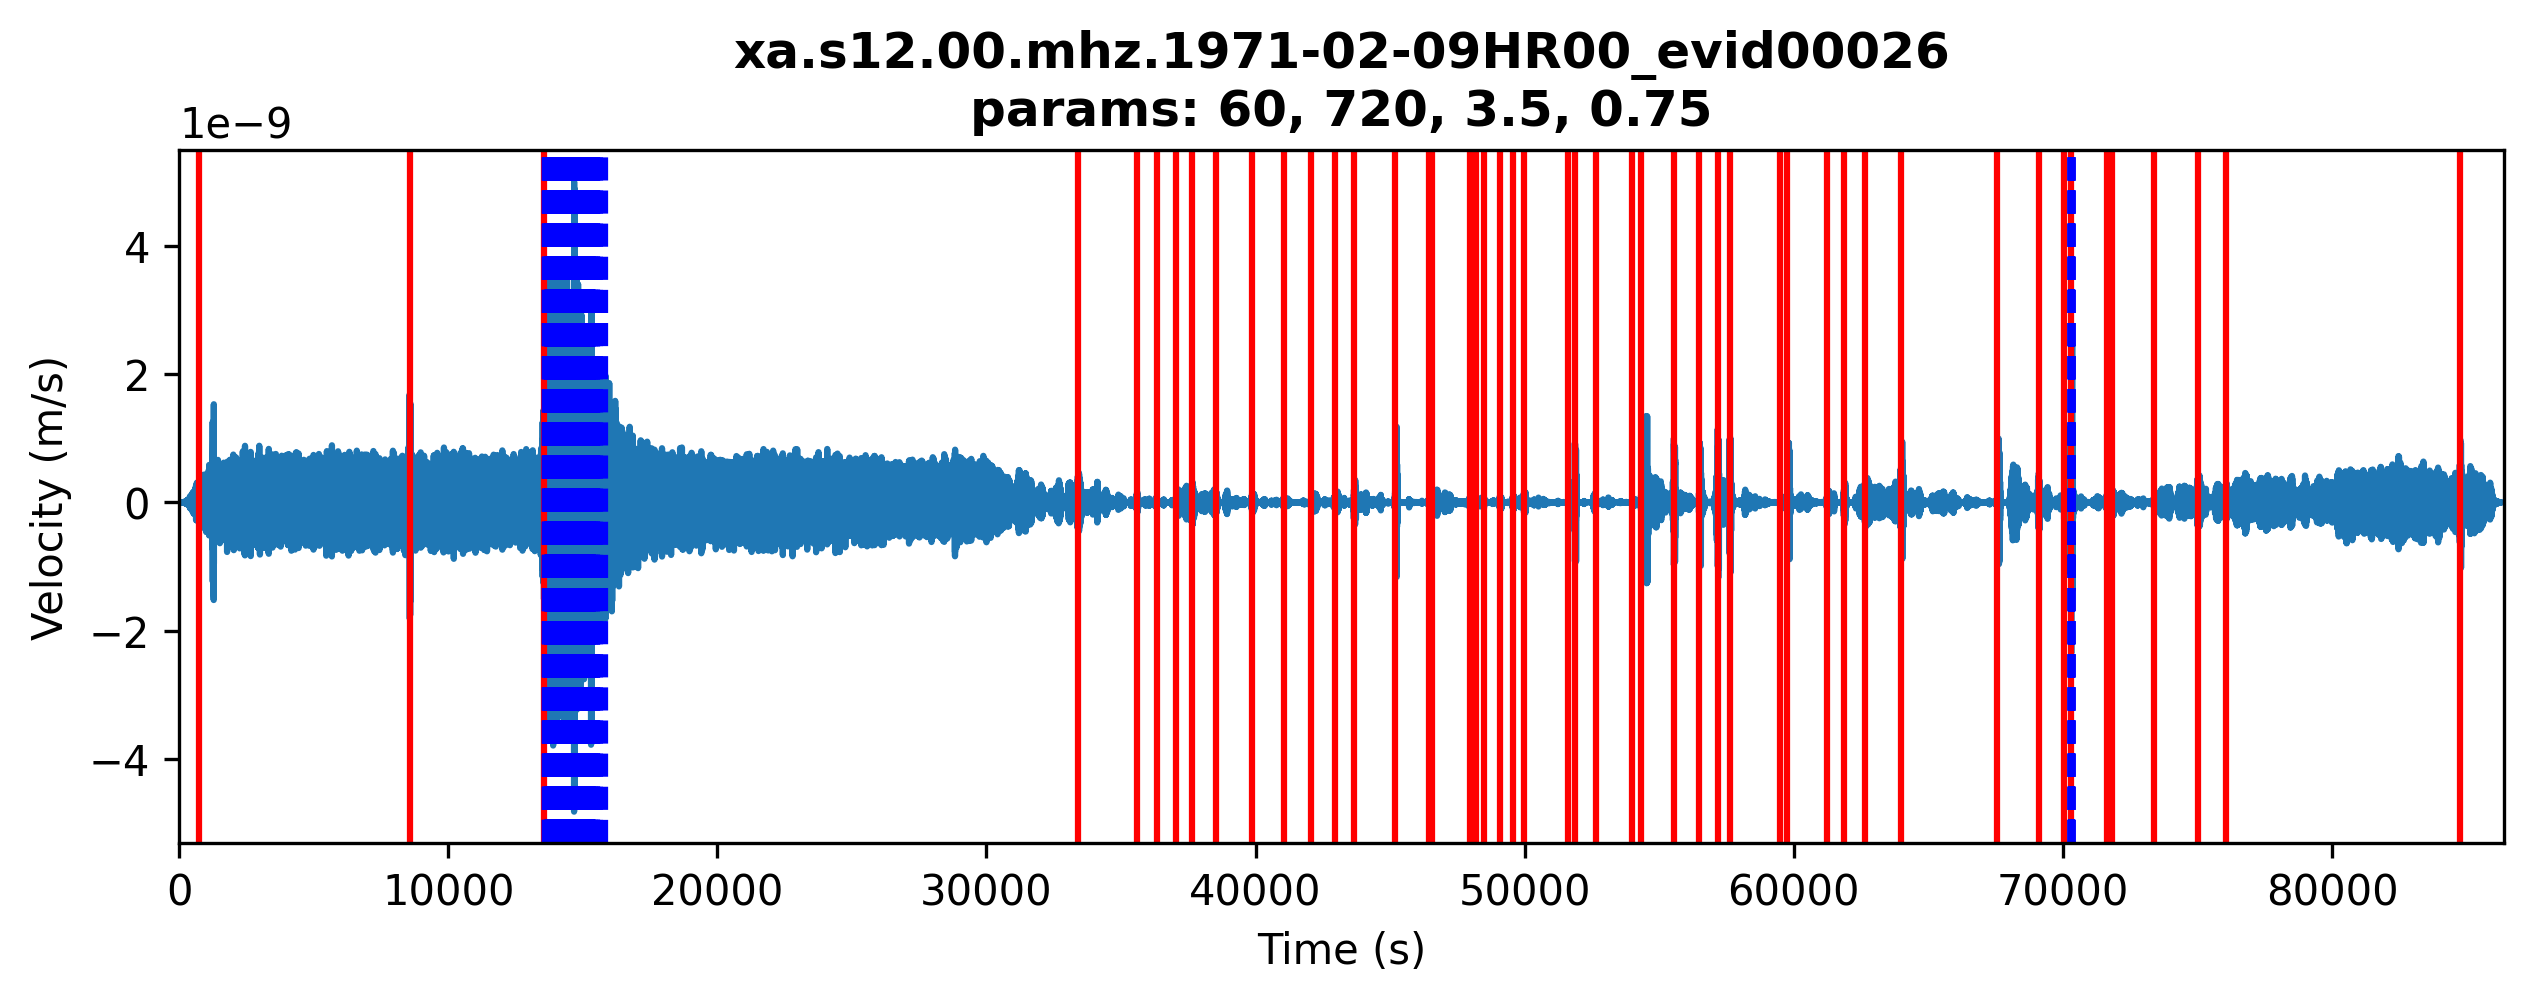 xa.s12.00.mhz.1971-02-09HR00_evid00026
params: 60, 720, 3.5, 0.75
1e−9
4
2
0
−2
−4
Velocity (m/s)
0 10000 20000 30000 40000 50000 60000 70000 80000
Time (s)